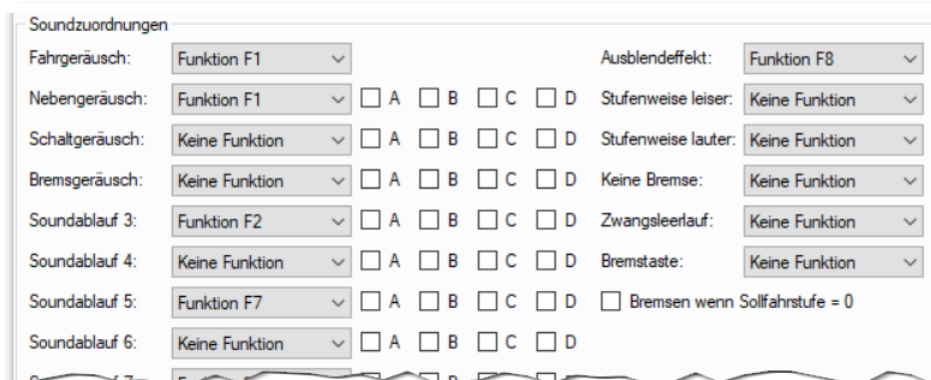 Soundzuordnungen
Fahrgeräusch: Funktion F1 Ausblendeffekt: Funktion F8
Nebengeräusch: Funktion F1 A B C D Stufenweise leiser: Keine Funktion
Schaltgeräusch: Keine Funktion A B C D Stufenweise lauter: Keine Funktion
Bremsgeräusch: Keine Funktion A B C D Keine Bremse: Keine Funktion
Soundablauf 3: Funktion F2 A B C D Zwangsleerlauf: Keine Funktion
Soundablauf 4: Keine Funktion A B C D Bremstaste: Keine Funktion
Soundablauf 5: Funktion F7 A B C D Bremsen wenn Sollfahrstufe = 0
Soundablauf 6: Keine Funktion A B C D